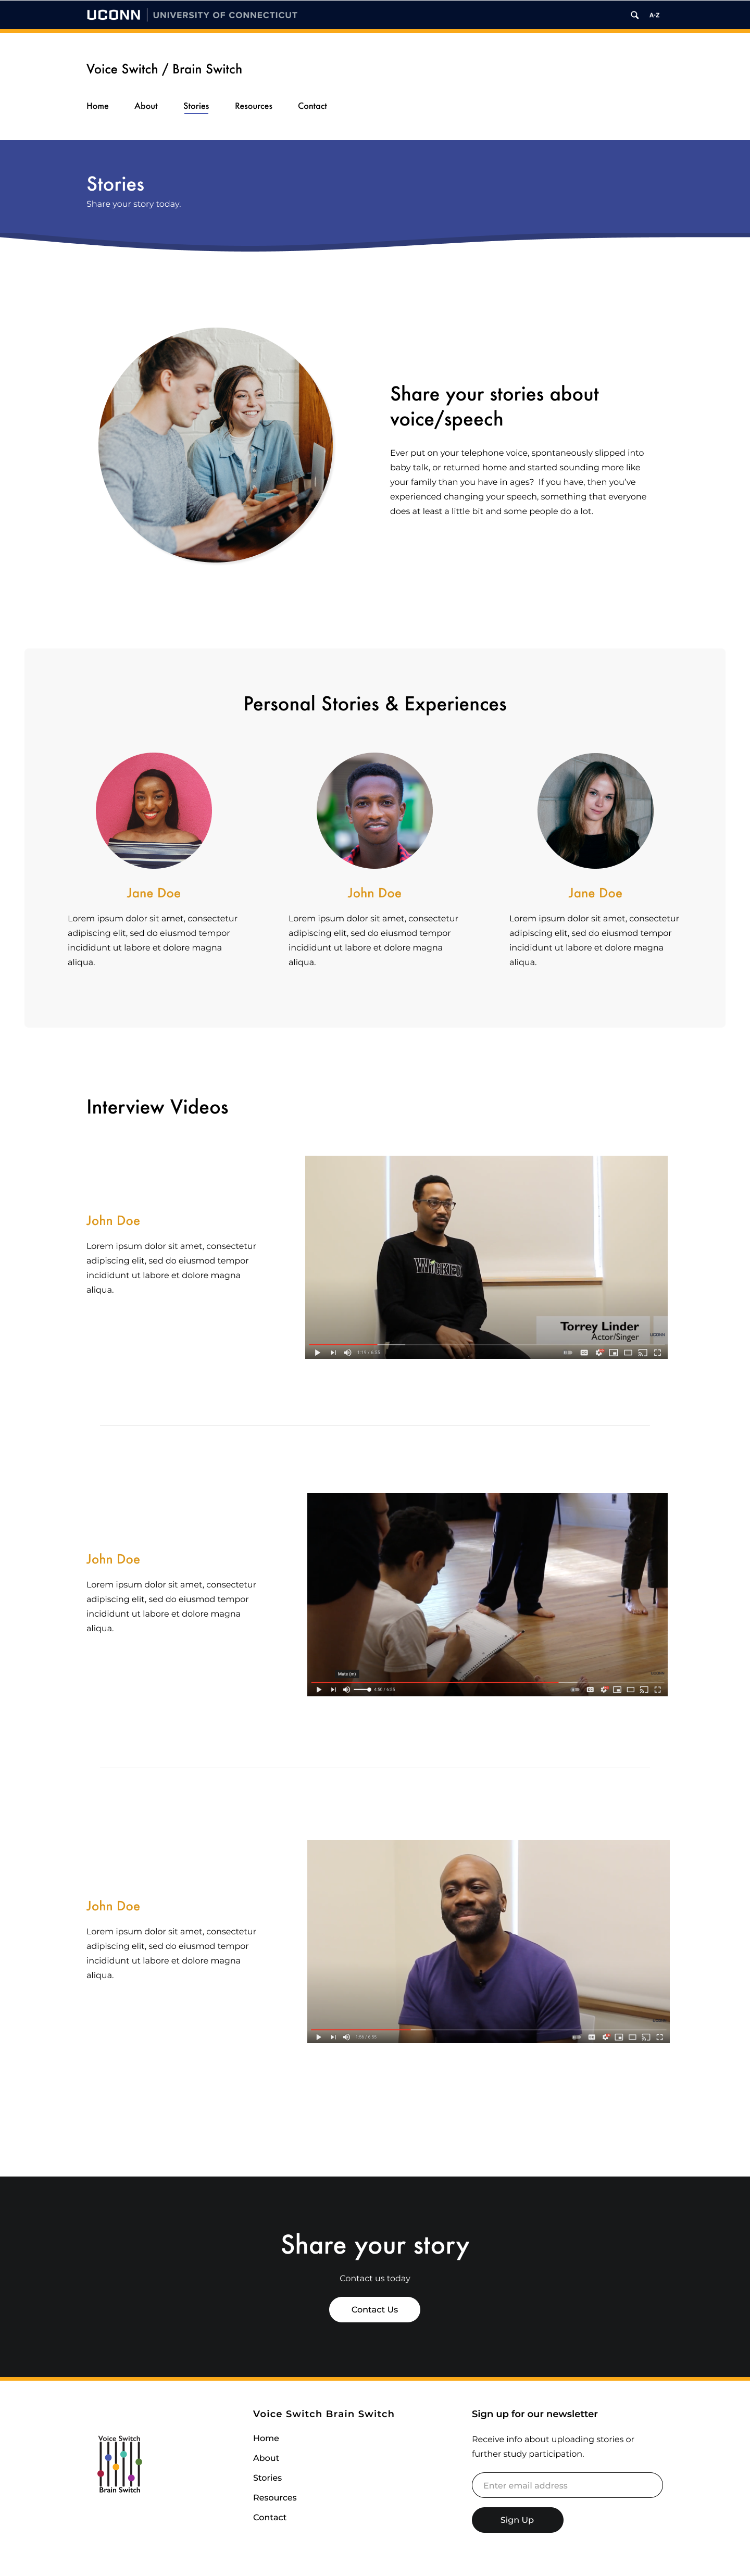 UCONN UNIVERSITY OF CONNECTICUT A-Z
Voice Switch / Brain Switch
Home About Stories Resources Contact
Stories
Share your story today.
Share your stories about
voice/speech
Ever put on your telephone voice, spontaneously slipped into
baby talk, or returned home and started sounding more like
your family than you have in ages? If you have, then you've
experienced changing your speech, something that everyone
does at least a little bit and some people do a lot.
Personal Stories & Experiences
Jane Doe
Lorem ipsum dolor sit amet, consectetur
adipiscing elit, sed do eiusmod tempor
incididunt ut labore et dolore magna
aliqua.
John Doe
Lorem ipsum dolor sit amet, consectetur
adipiscing elit, sed do eiusmod tempor
incididunt ut labore et dolore magna
aliqua.
Jane Doe
Lorem ipsum dolor sit amet, consectetur
adipiscing elit, sed do eiusmod tempor
incididunt ut labore et dolore magna
aliqua.
Interview Videos
John Doe
Lorem ipsum dolor sit amet, consectetur
adipiscing elit, sed do eiusmod tempor
incididunt ut labore et dolore magna
aliqua.
WICKED
Torrey Linder
Actor/Singer
UCONN
1:19 / 6:55
John Doe
Lorem ipsum dolor sit amet, consectetur
adipiscing elit, sed do eiusmod tempor
incididunt ut labore et dolore magna
aliqua.
Mute (m)
4:50 / 6:55
John Doe
Lorem ipsum dolor sit amet, consectetur
adipiscing elit, sed do eiusmod tempor
incididunt ut labore et dolore magna
aliqua.
Share your story
Contact us today
Contact Us
Voice Switch
Brain Switch
Voice Switch Brain Switch
Home
About
Stories
Resources
Contact
Sign up for our newsletter
Receive info about uploading stories or
further study participation.
Enter email address
Sign Up